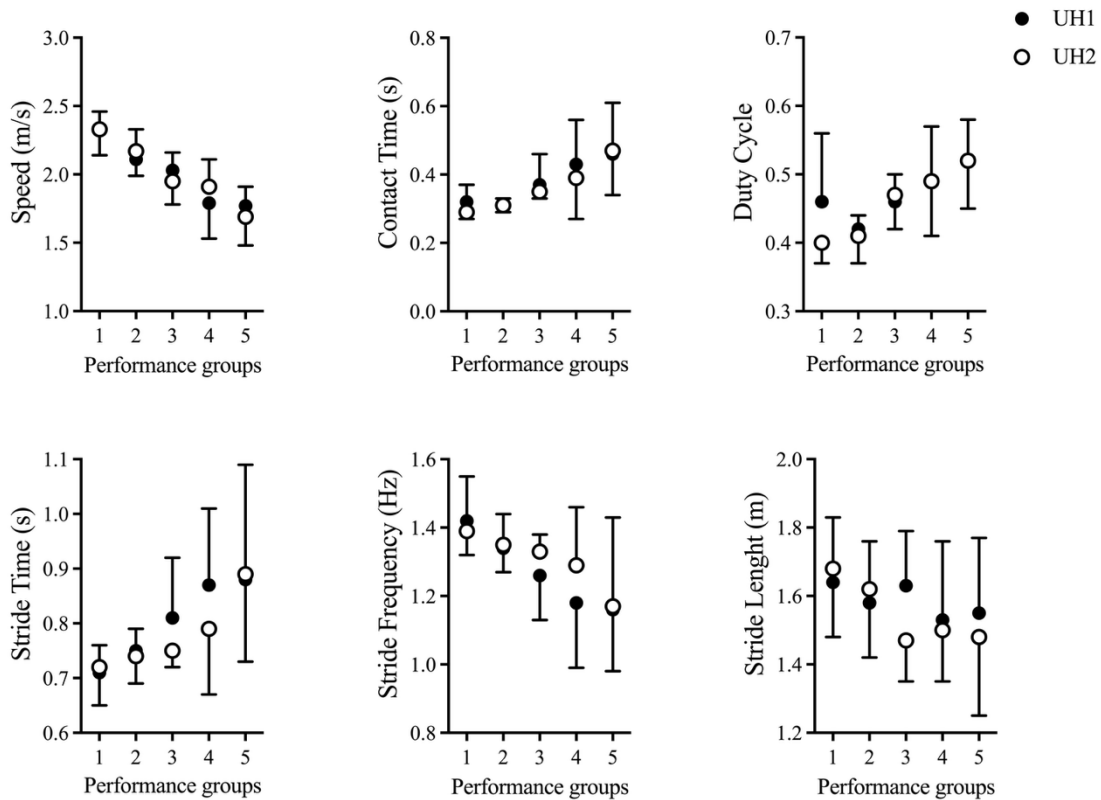 UH1
UH2
Speed (m/s)
3.0
2.5
2.0
1.5
1.0
1 2 3 4 5
Performance groups
Contact Time (s)
0.8
0.6
0.4
0.2
0.0
1 2 3 4 5
Performance groups
Duty Cycle
0.7
0.6
0.5
0.4
0.3
1 2 3 4 5
Performance groups
Stride Time (s)
1.1
1.0
0.9
0.8
0.7
0.6
1 2 3 4 5
Performance groups
Stride Frequency (Hz)
1.6
1.4
1.2
1.0
0.8
1 2 3 4 5
Performance groups
Stride Lenght (m)
2.0
1.8
1.6
1.4
1.2
1 2 3 4 5
Performance groups